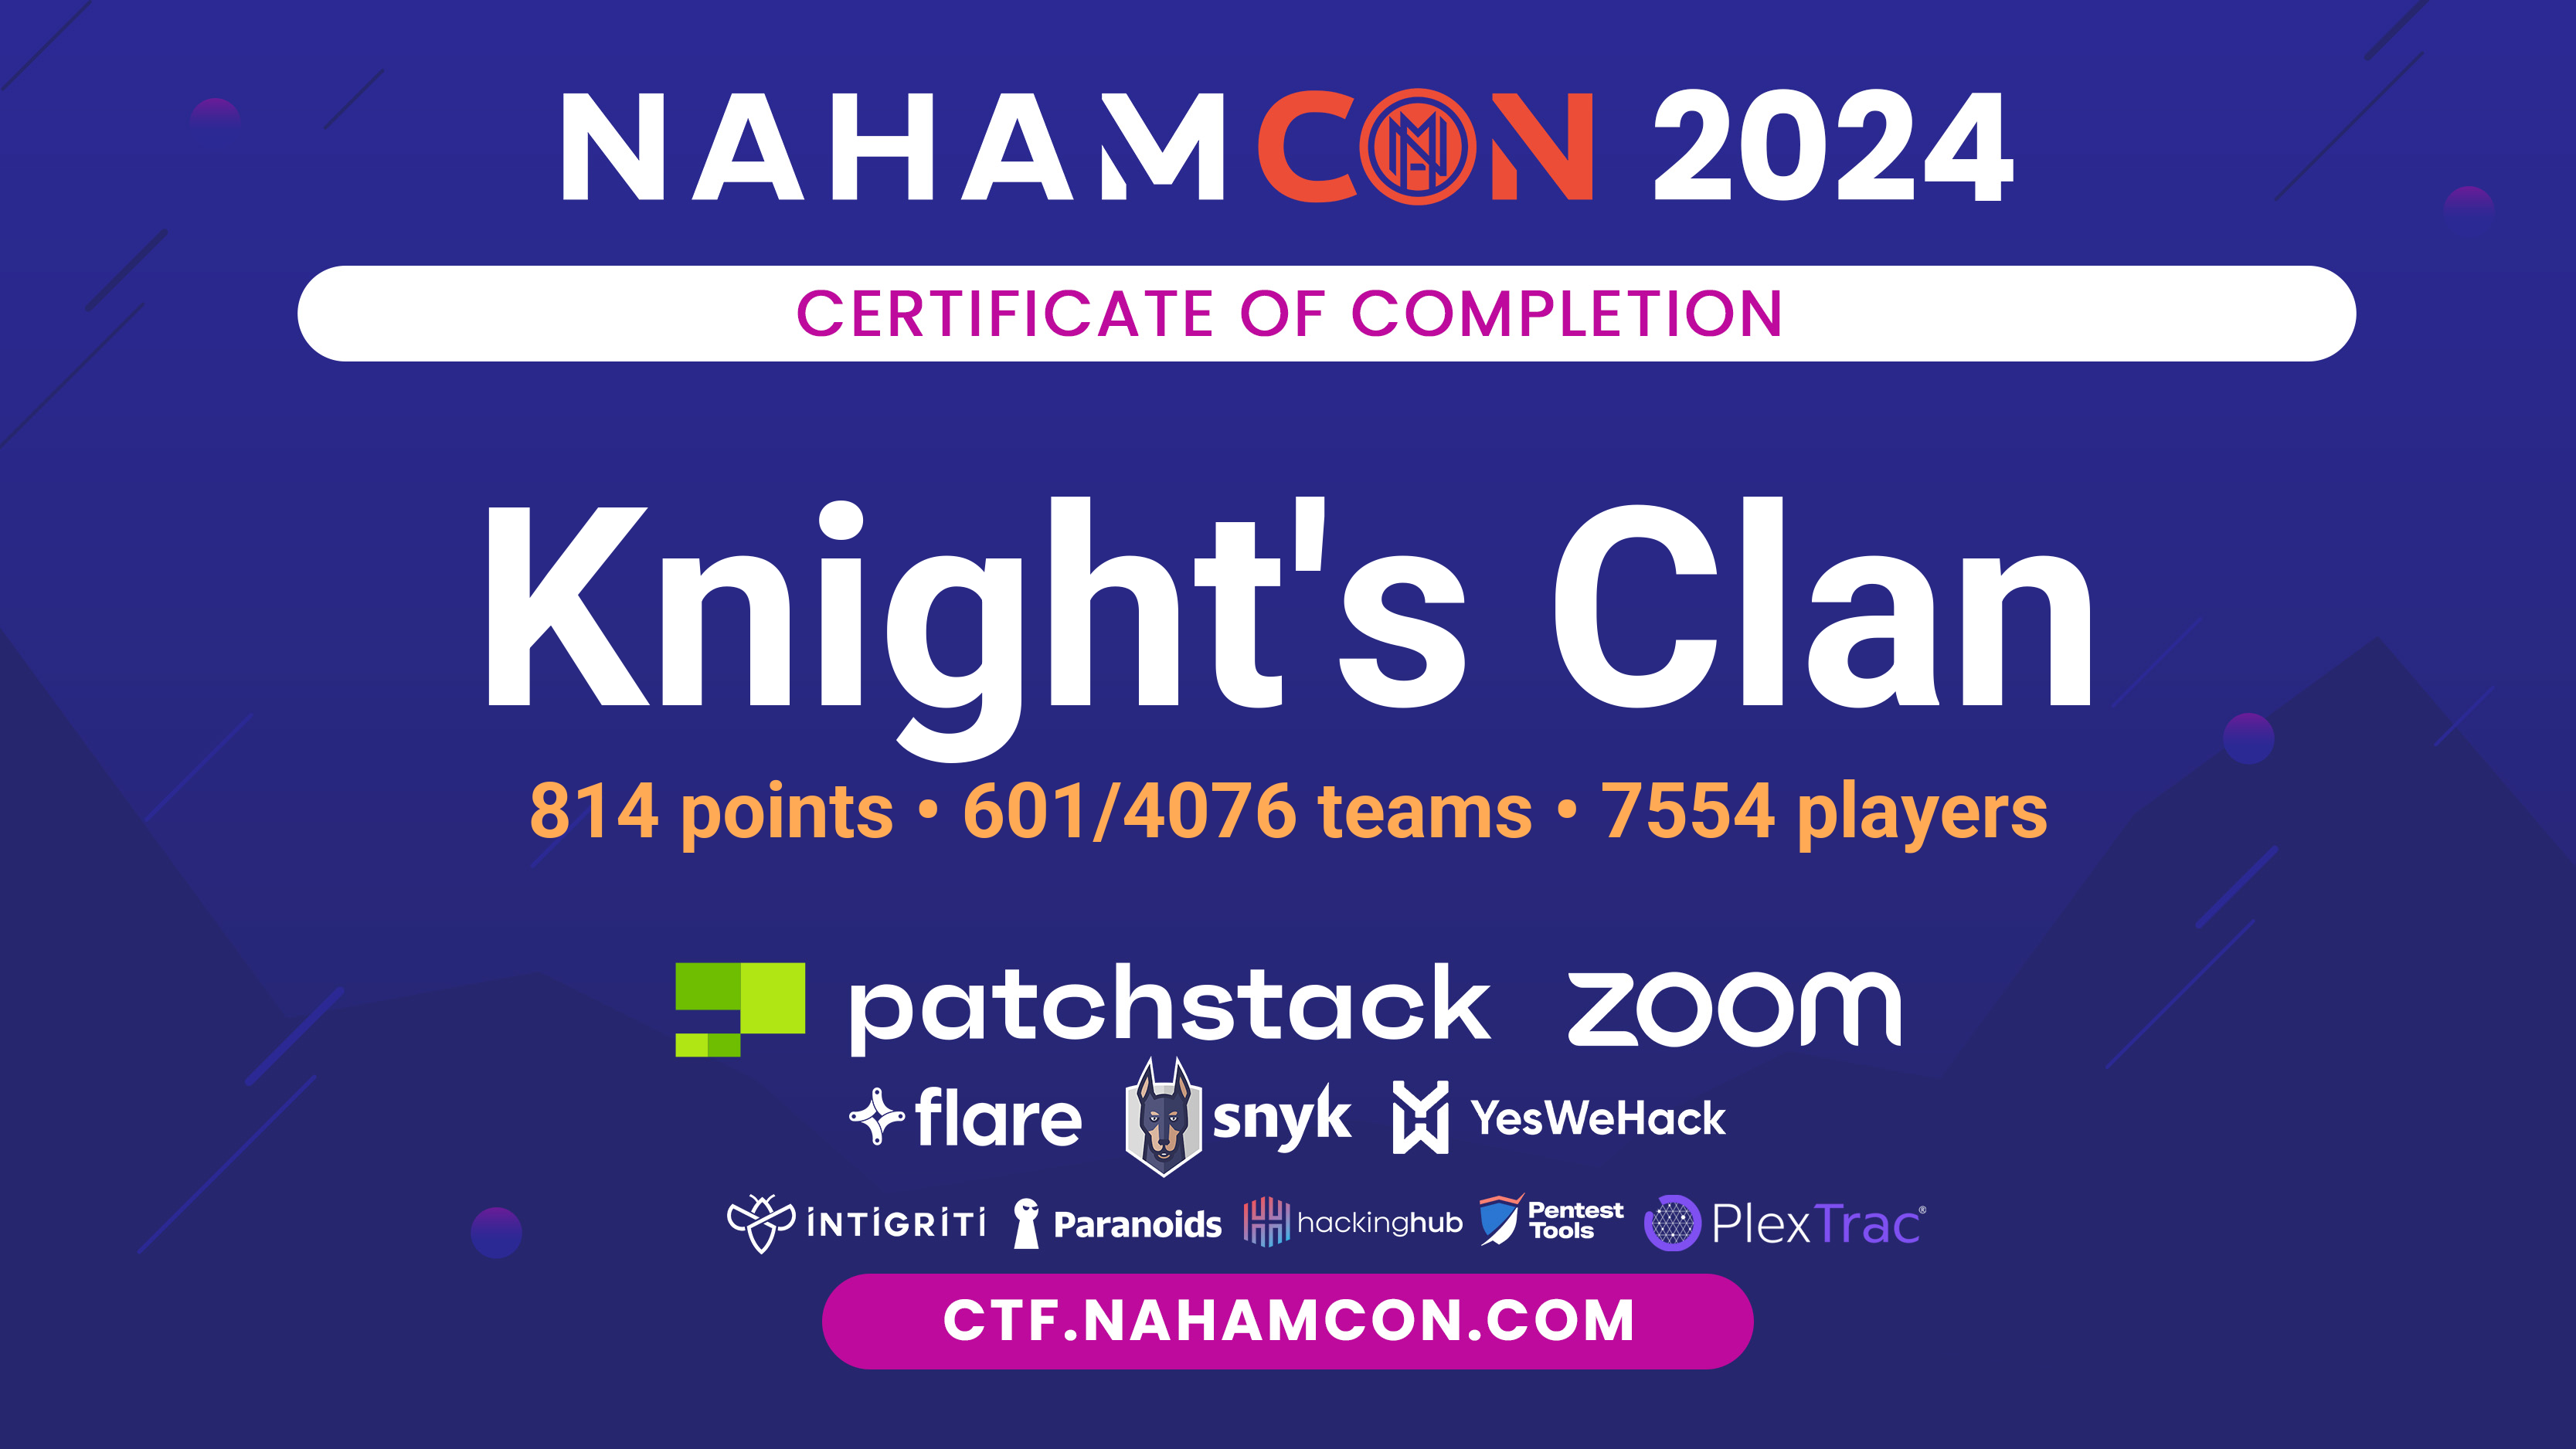 NAHAMCON 2024
CERTIFICATE OF COMPLETION
Knight's Clan
814 points • 601/4076 teams • 7554 players
patchstack zoom
flare snyk YesWeHack
INTIGRITI Paranoids hackinghub Pentest Tools PlexTrac®
CTF.NAHAMCON.COM